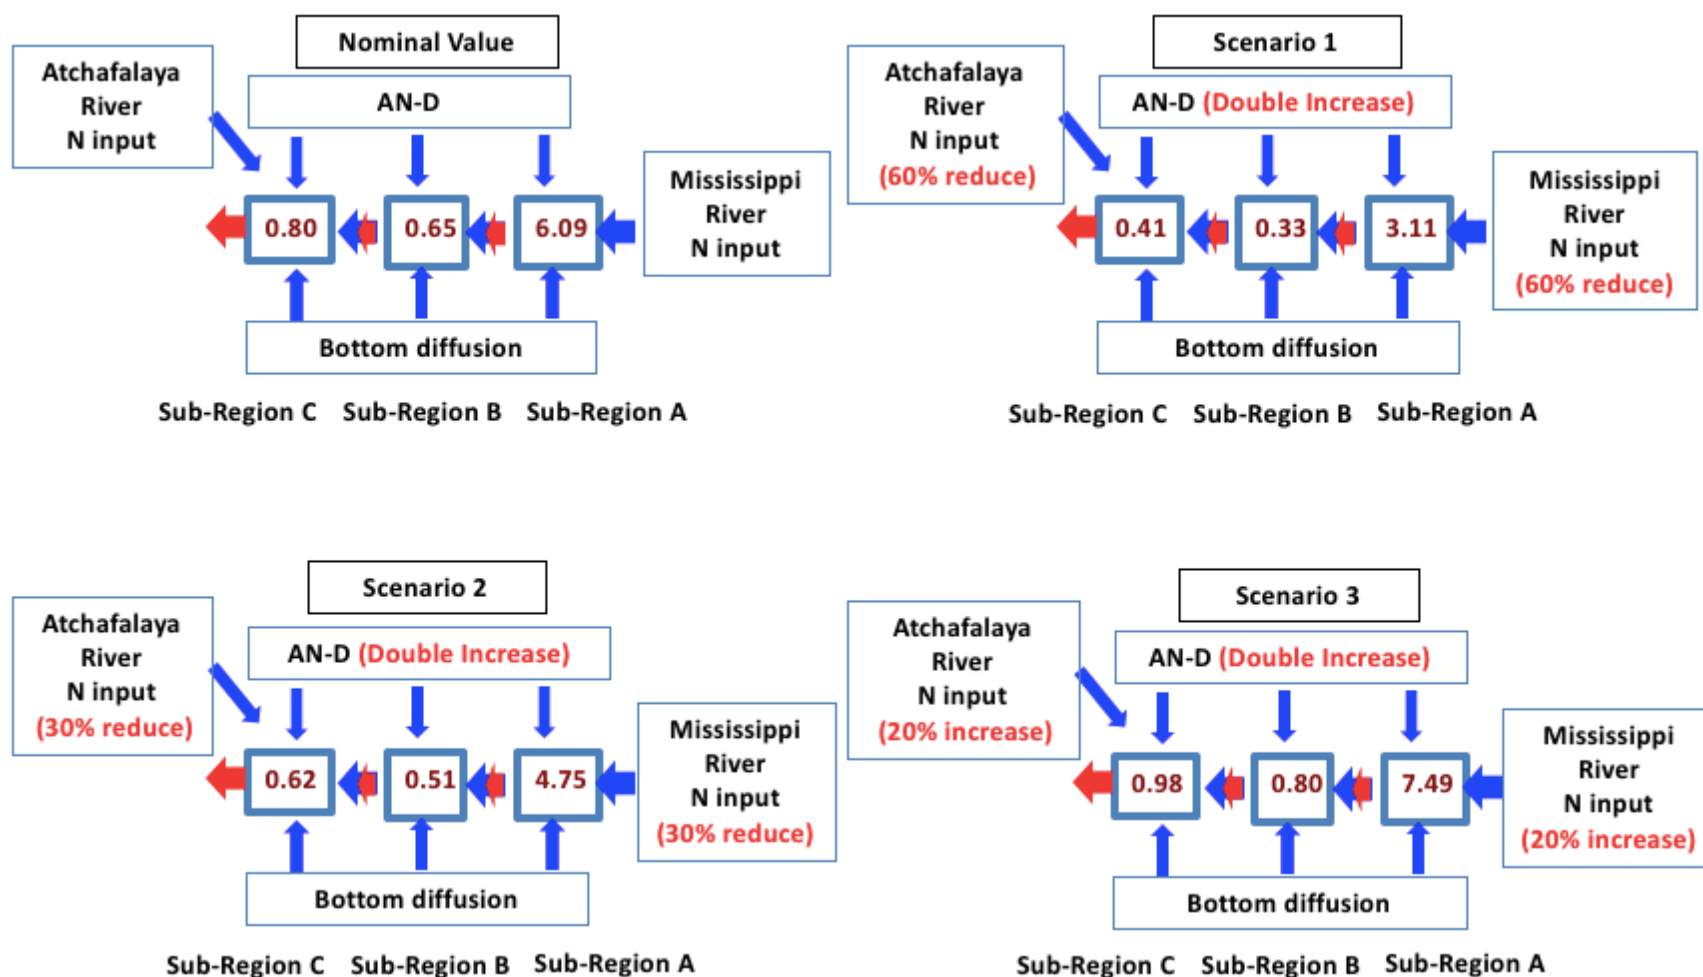 Nominal Value
Atchafalaya
River
N input
AN-D
Mississippi
River
N input
0.80
0.65
6.09
Bottom diffusion
Sub-Region C
Sub-Region B
Sub-Region A
Scenario 1
Atchafalaya
River
N input
(60% reduce)
AN-D (Double Increase)
Mississippi
River
N input
(60% reduce)
0.41
0.33
3.11
Bottom diffusion
Sub-Region C
Sub-Region B
Sub-Region A
Scenario 2
Atchafalaya
River
N input
(30% reduce)
AN-D (Double Increase)
Mississippi
River
N input
(30% reduce)
0.62
0.51
4.75
Bottom diffusion
Sub-Region C
Sub-Region B
Sub-Region A
Scenario 3
Atchafalaya
River
N input
(20% increase)
AN-D (Double Increase)
Mississippi
River
N input
(20% increase)
0.98
0.80
7.49
Bottom diffusion
Sub-Region C
Sub-Region B
Sub-Region A